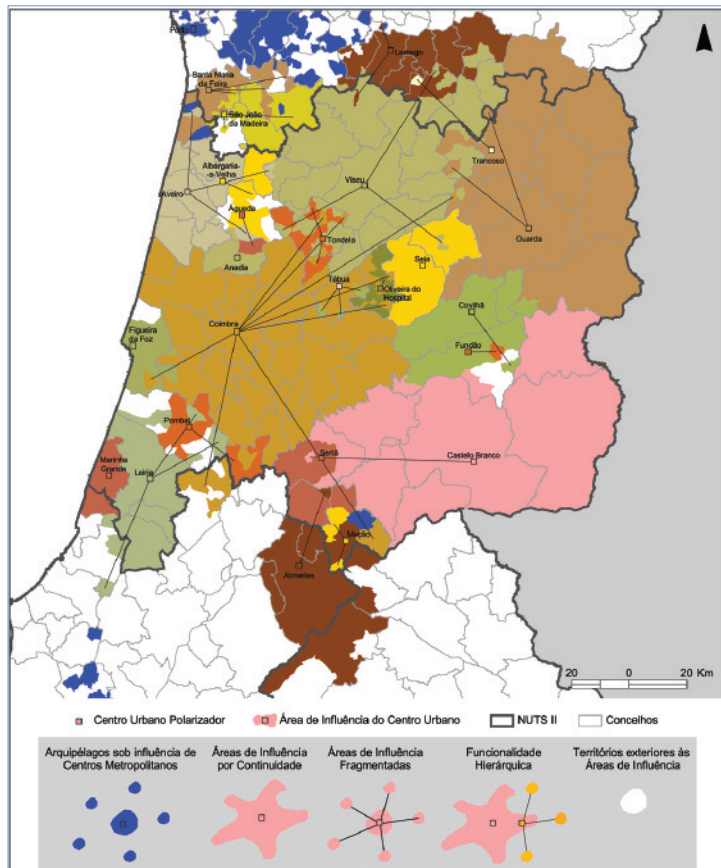 Porto
Lamego
Santa Maria
da Feira
São João
da Madeira
Trancoso
Albergaria-
a-Velha
Viseu
Aveiro
Águeda
Guarda
Tondela
Anadia
Seia
Tábua
Oliveira do
Hospital
Covilhã
Coimbra
Figueira
da Foz
Fundão
Pombal
Marinha
Grande
Leiria
Sertã
Castelo Branco
Mação
Abrantes
20 0 20 Km
Centro Urbano Polarizador
Área de Influência do Centro Urbano
NUTS II
Concelhos
Arquipélagos sob influência de
Centros Metropolitanos
Áreas de Influência
por Continuidade
Áreas de Influência
Fragmentadas
Funcionalidade
Hierárquica
Territórios exteriores às
Áreas de Influência